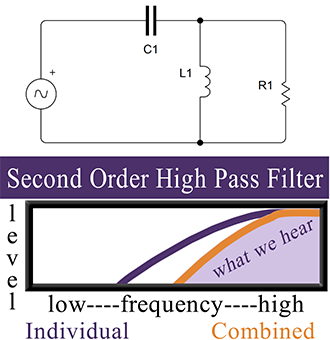 C1
+
L1
R1
Second Order High Pass Filter
level
what we hear
low----frequency----high
Individual Combined